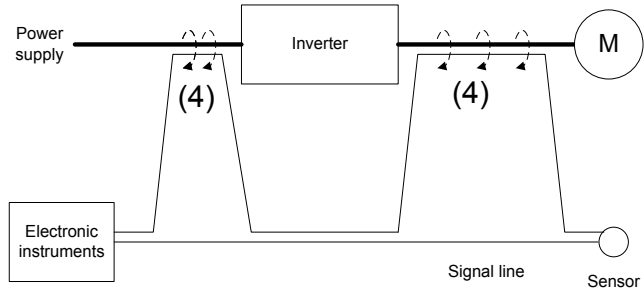 Power
supply
Inverter
M
(4)
(4)
Electronic
instruments
Signal line
Sensor